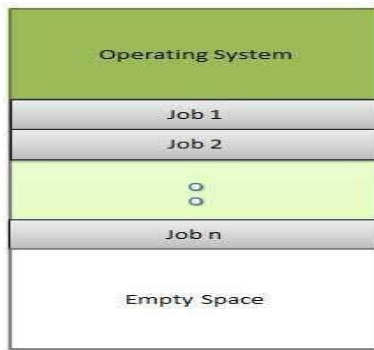 Operating System
Job 1
Job 2
Job n
Empty Space